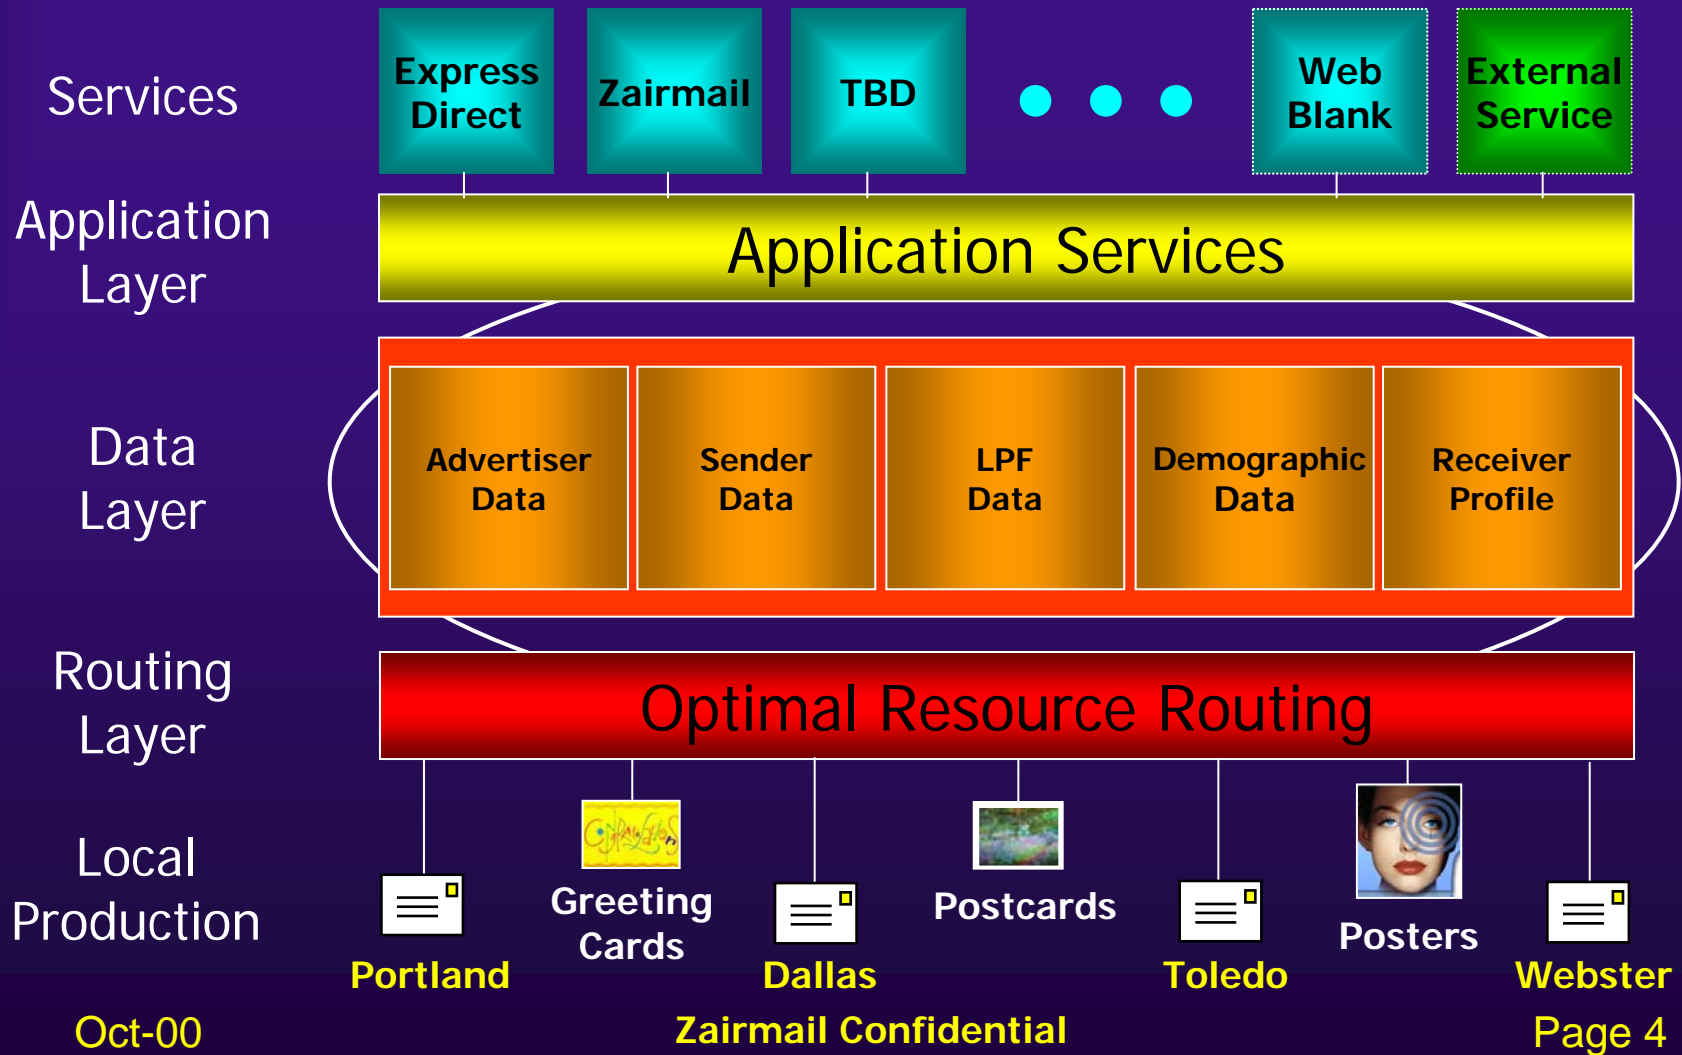 Services
Express
Direct
Zairmail
TBD
Web
Blank
External
Service
Application
Layer
Application Services
Data
Layer
Advertiser
Data
Sender
Data
LPF
Data
Demographic
Data
Receiver
Profile
Routing
Layer
Optimal Resource Routing
Local
Production
Portland
Greeting
Cards
Dallas
Postcards
Toledo
Posters
Webster
Oct-00
Zairmail Confidential
Page 4